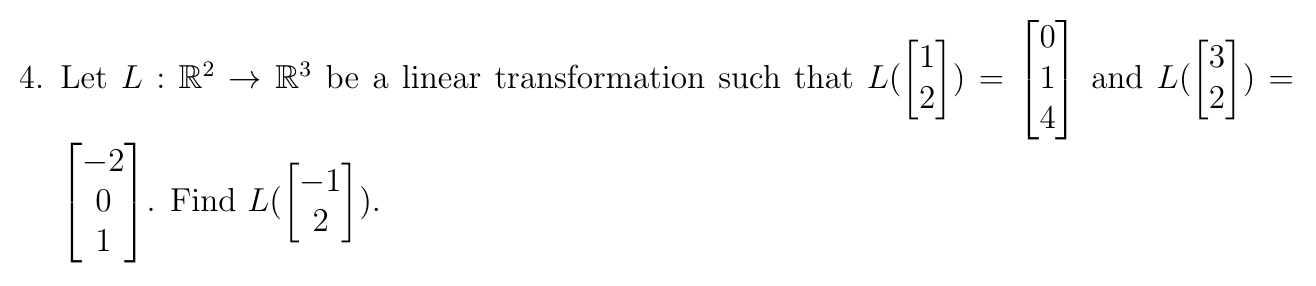 4. Let L : ℝ² → ℝ³ be a linear transformation such that L([1 2]) = [0 1 4] and L([3 2]) =
[−2 0 1]. Find L([−1 2]).